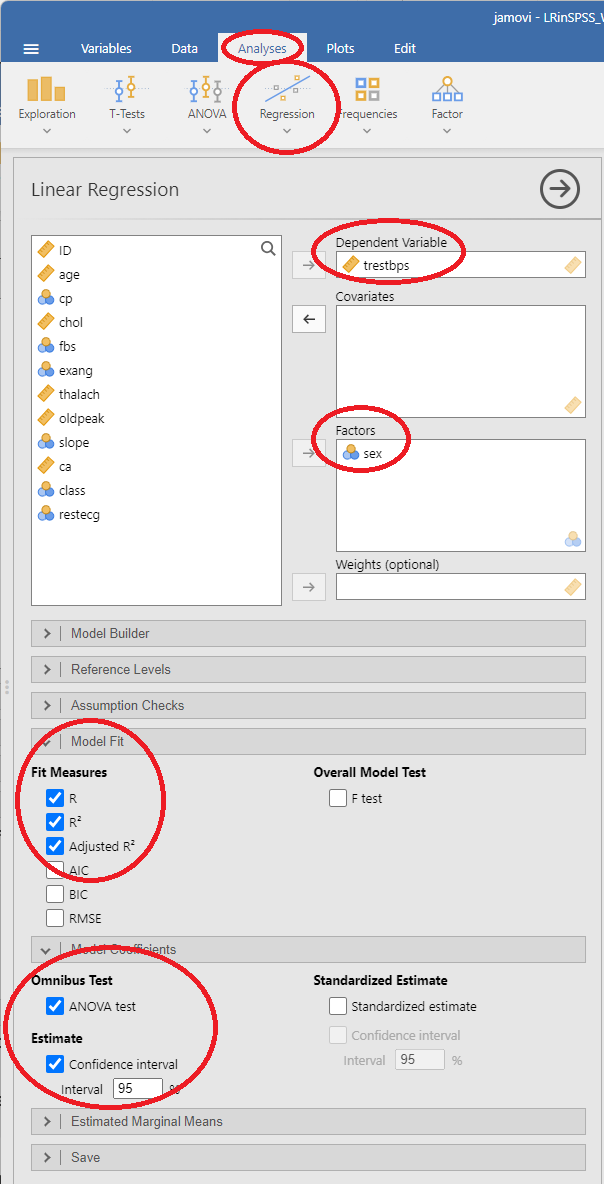 jamovi - LRinSPSS_
Variables Data Analyses Plots Edit
Exploration T-Tests ANOVA Regression Frequencies Factor
Linear Regression
ID
age
cp
chol
fbs
exang
thalach
oldpeak
slope
ca
class
restecg
Dependent Variable
trestbps
Covariates
Factors
sex
Weights (optional)
Model Builder
Reference Levels
Assumption Checks
Model Fit
Fit Measures Overall Model Test
R F test
R²
Adjusted R²
AIC
BIC
RMSE
Model Coefficients
Omnibus Test Standardized Estimate
ANOVA test Standardized estimate
Estimate Confidence interval
Confidence interval Interval 95 %
Interval 95 %
Estimated Marginal Means
Save